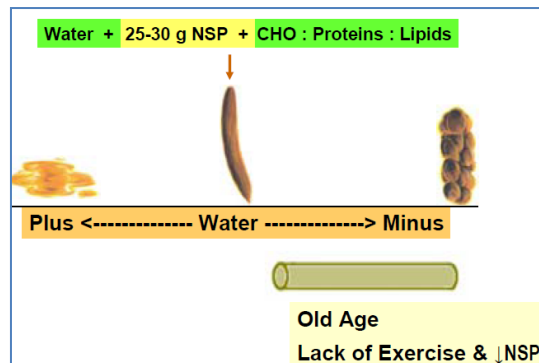 Water + 25-30 g NSP + CHO : Proteins : Lipids
Plus <-------------- Water --------------> Minus
Old Age
Lack of Exercise & ↓NSP